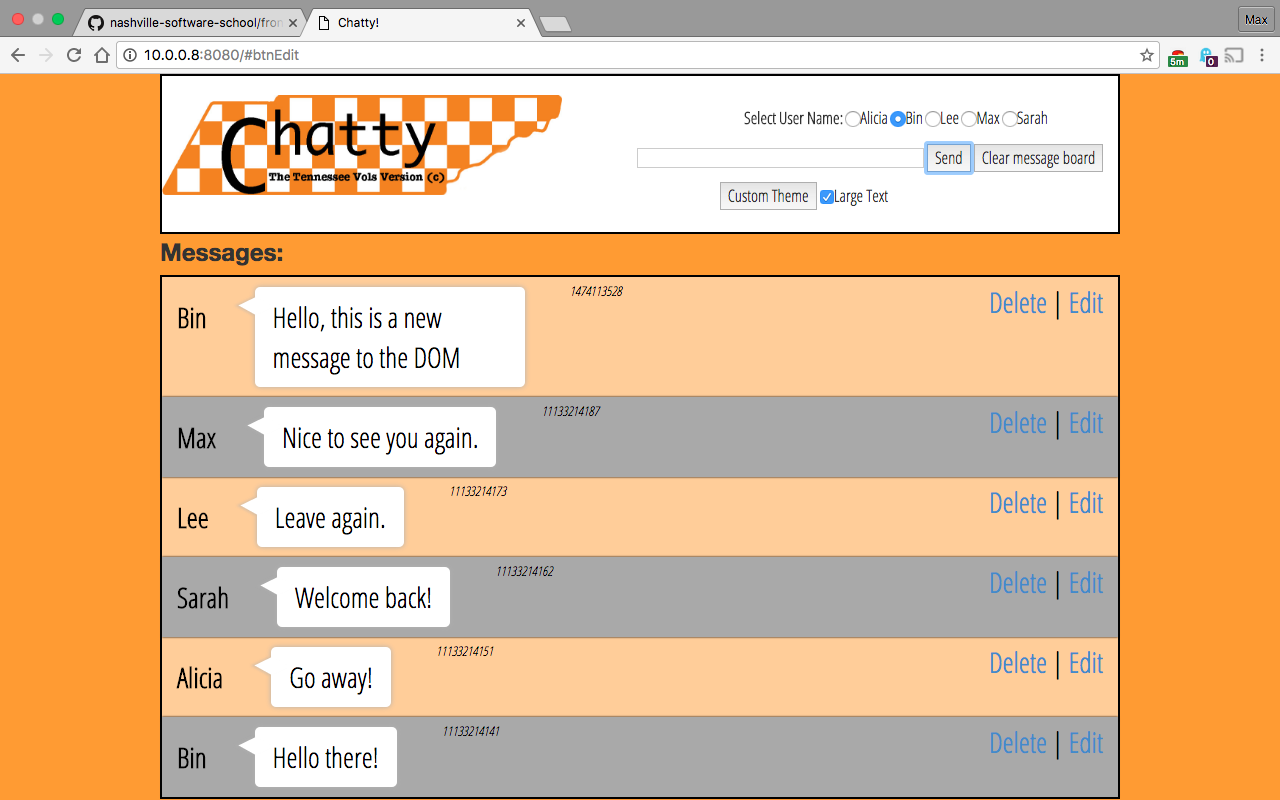 nashville-software-school/fron
Chatty!
Max
10.0.0.8:8080/#btnEdit
5m
0
Chatty
The Tennessee Vols Version (c)
Select User Name: Alicia Bin Lee Max Sarah
Send Clear message board
Custom Theme Large Text
Messages:
Bin Hello, this is a new 1474113528 Delete | Edit
message to the DOM
Max Nice to see you again. 11133214187 Delete | Edit
Lee Leave again. 11133214173 Delete | Edit
Sarah Welcome back! 11133214162 Delete | Edit
Alicia Go away! 11133214151 Delete | Edit
Bin Hello there! 11133214141 Delete | Edit